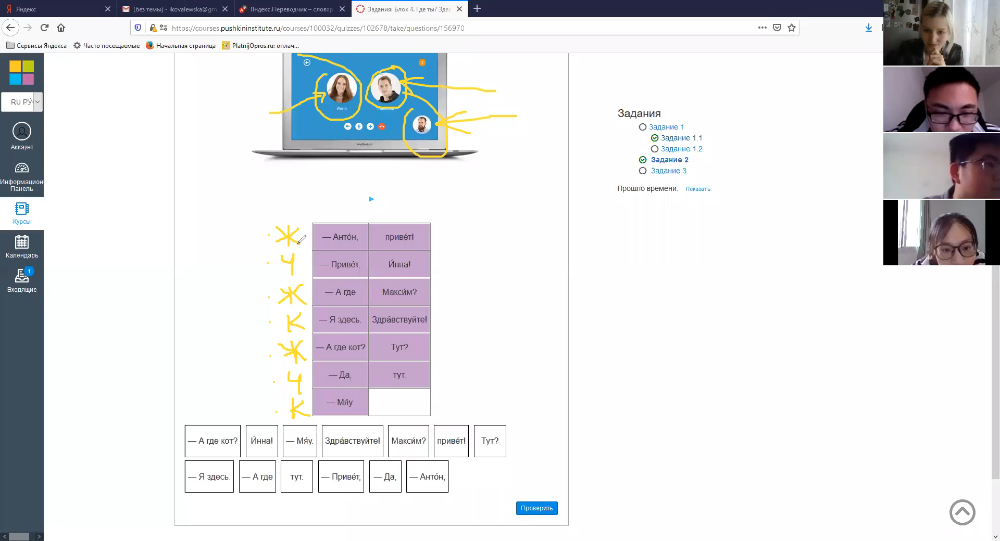 Яндекс
(без темы) - lkovalewska@gm
Яндекс.Переводчик – словар
Задания: Блок 4. Где ты? Здес
https://courses.pushkininstitute.ru/courses/100032/quizzes/102678/take/questions/156970
Сервисы Яндекса
Часто посещаемые
Начальная страница
PlatnijOpros.ru: оплач...
RU РУ́
Аккаунт
Информацион
Панель
Курсы
Календарь
1
Входящие
3
Инна
Максим
MacBook Air
Задания
Задание 1
Задание 1.1
Задание 1.2
Задание 2
Задание 3
Прошло времени: Показать
Ж — Анто́н, приве́т!
Ч — Приве́т, И́нна!
Ж — А где Макси́м?
К — Я здесь. Здра́вствуйте!
Ж — А где кот? Тут?
Ч — Да, тут.
К — Мя́у.
— А где кот? И́нна! — Мя́у. Здра́вствуйте! Макси́м? приве́т! Тут?
— Я здесь. — А где тут. — Приве́т, — Да, — Анто́н,
Проверить